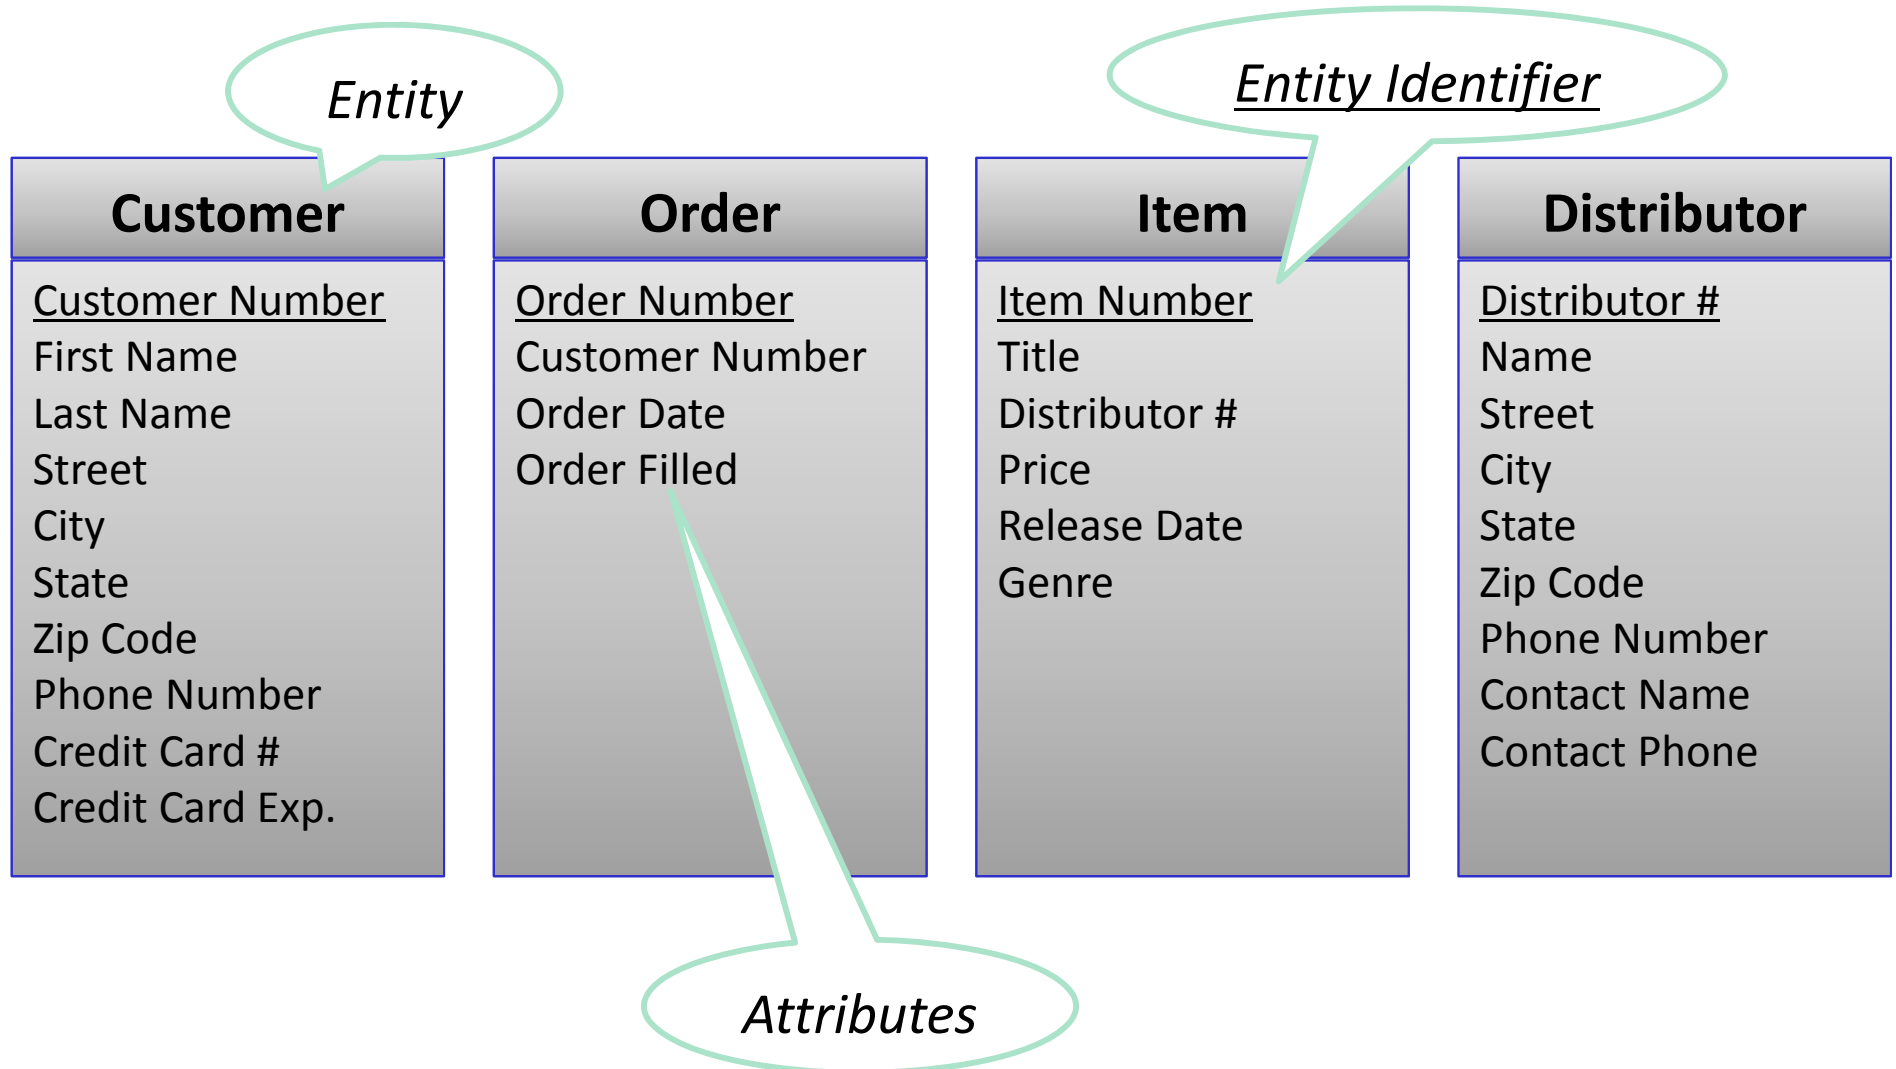 Entity
Entity Identifier
Customer
Customer Number
First Name
Last Name
Street
City
State
Zip Code
Phone Number
Credit Card #
Credit Card Exp.
Order
Order Number
Customer Number
Order Date
Order Filled
Item
Item Number
Title
Distributor #
Price
Release Date
Genre
Distributor
Distributor #
Name
Street
City
State
Zip Code
Phone Number
Contact Name
Contact Phone
Attributes